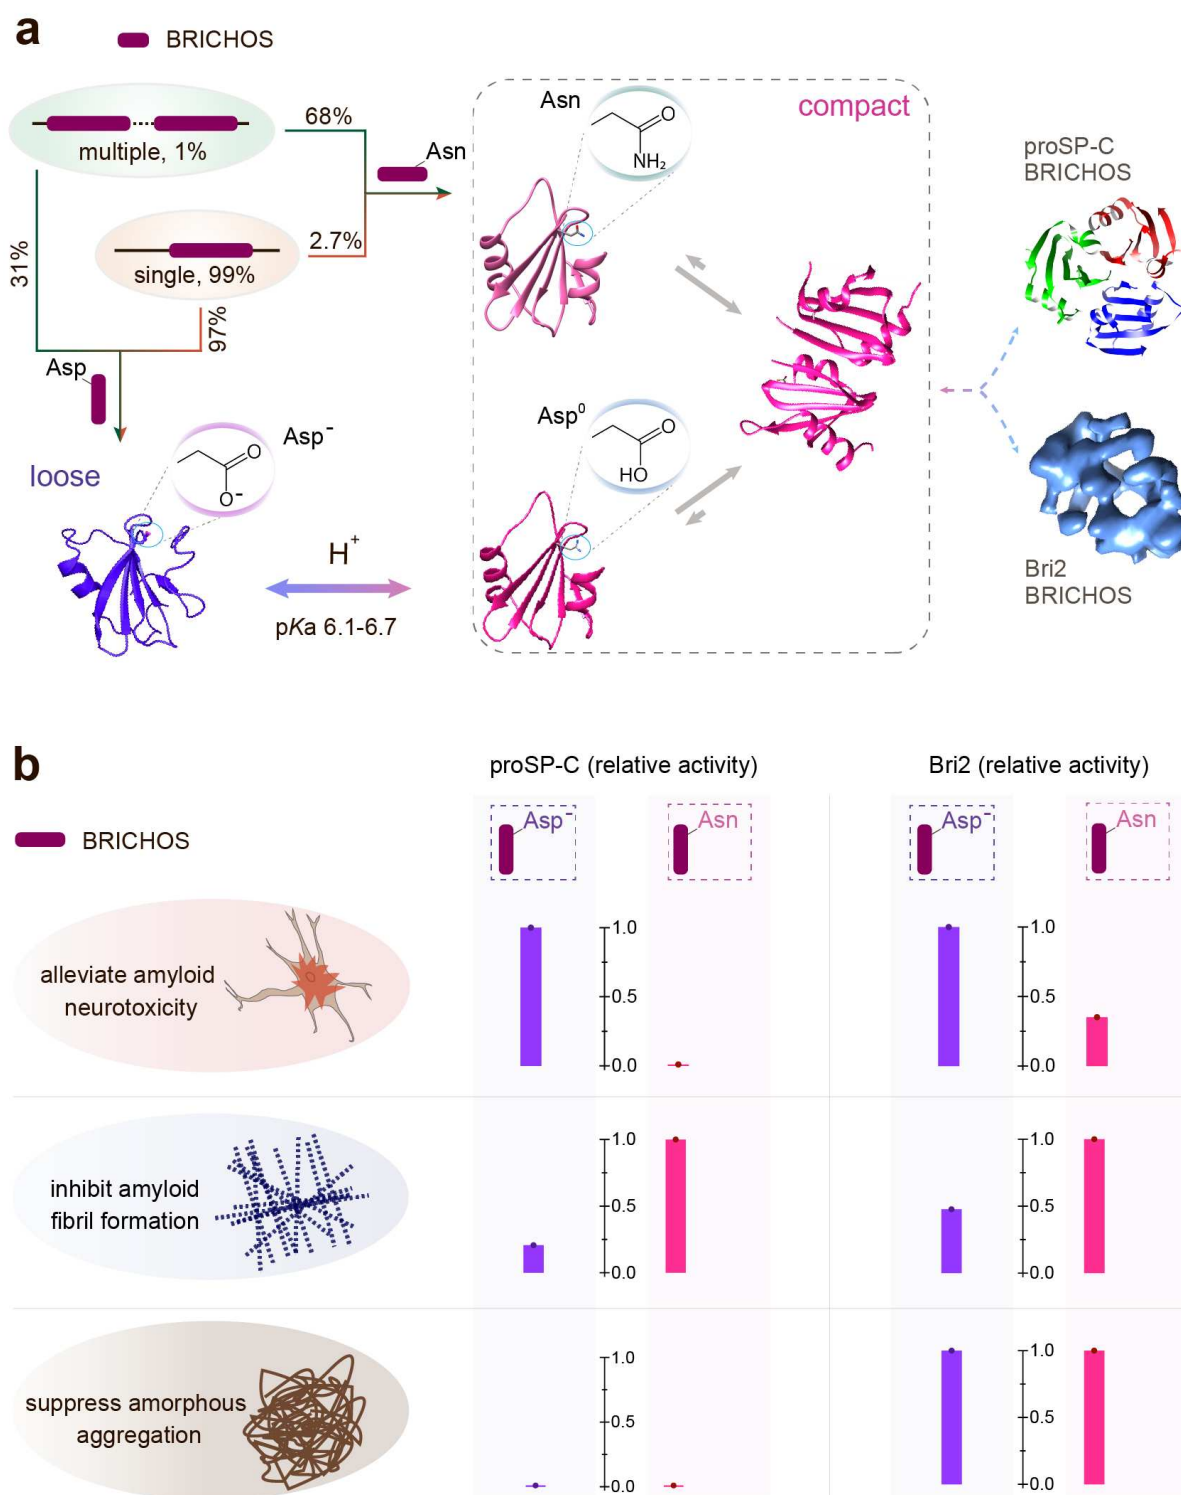 a
BRICHOS
multiple, 1%
68%
Asn
single, 99%
2.7%
31%
97%
Asp
loose
Asp⁻
O
O⁻
H⁺
pKa 6.1-6.7
compact
Asn
O
NH₂
Asp⁰
O
HO
proSP-C
BRICHOS
Bri2
BRICHOS
b
BRICHOS
proSP-C (relative activity)
Bri2 (relative activity)
Asp⁻
Asn
Asp⁻
Asn
alleviate amyloid
neurotoxicity
1.0
0.5
0.0
1.0
0.5
0.0
inhibit amyloid
fibril formation
1.0
0.5
0.0
1.0
0.5
0.0
suppress amorphous
aggregation
1.0
0.5
0.0
1.0
0.5
0.0